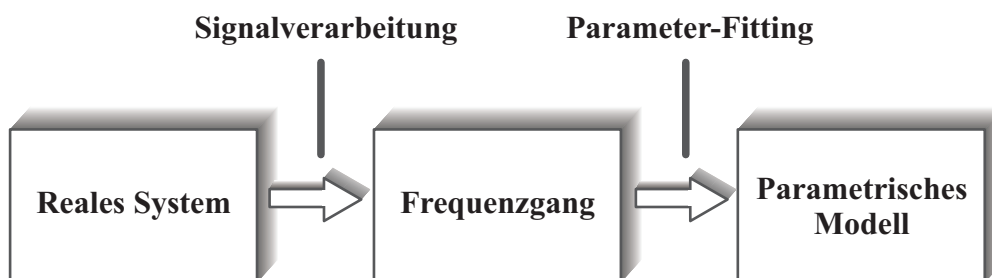 Signalverarbeitung
Parameter-Fitting
Reales System
Frequenzgang
Parametrisches
Modell